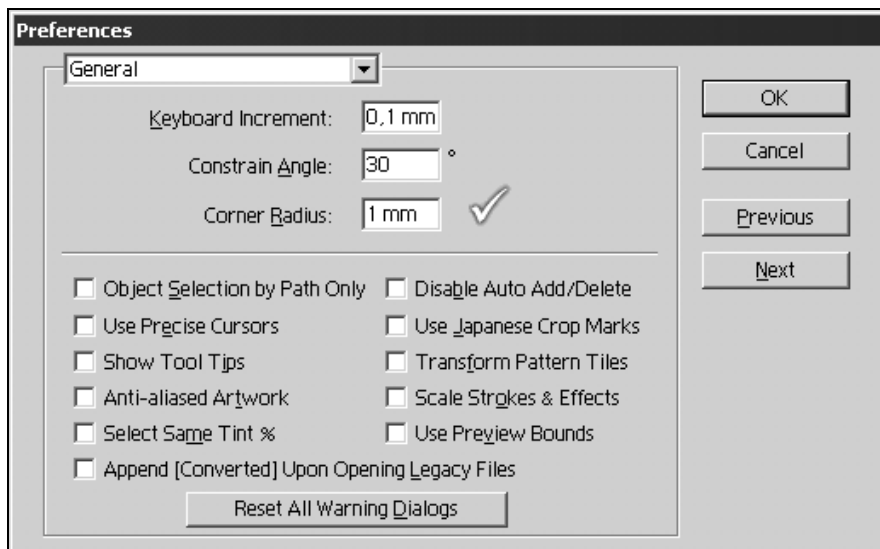 Preferences
General
Keyboard Increment: 0,1 mm
Constrain Angle: 30 °
Corner Radius: 1 mm
OK
Cancel
Previous
Next
Object Selection by Path Only
Disable Auto Add/Delete
Use Precise Cursors
Use Japanese Crop Marks
Show Tool Tips
Transform Pattern Tiles
Anti-aliased Artwork
Scale Strokes & Effects
Select Same Tint %
Use Preview Bounds
Append [Converted] Upon Opening Legacy Files
Reset All Warning Dialogs